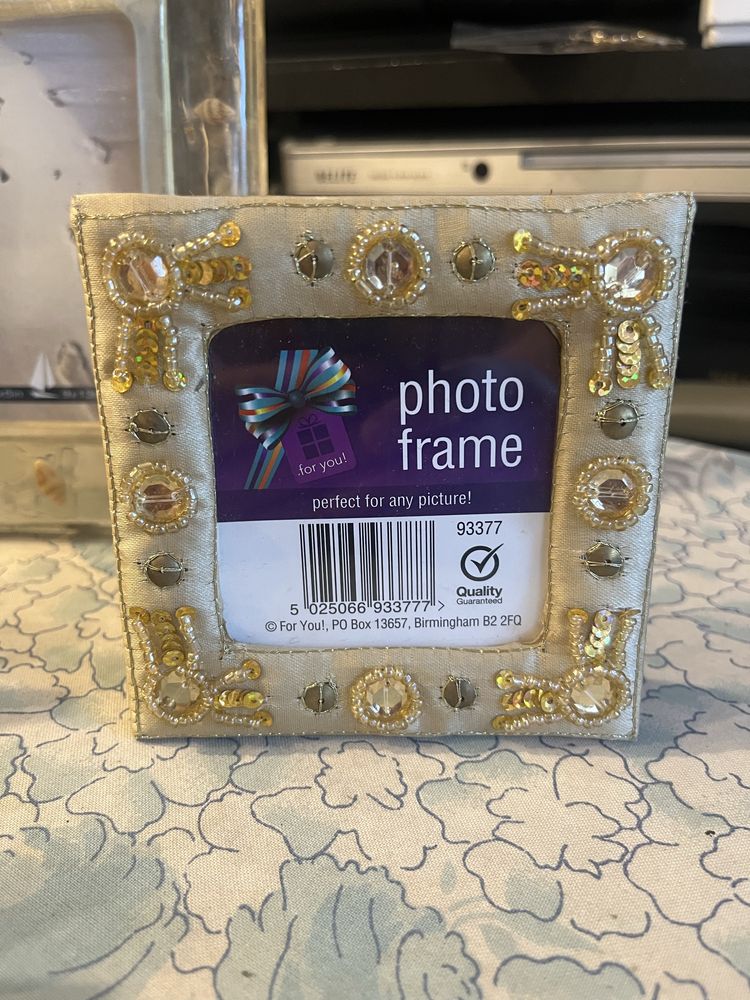 photo
frame
.for you!
perfect for any picture!
93377
Quality
Guaranteed
5 025066 933777 >
© For You!, PO Box 13657, Birmingham B2 2FQ